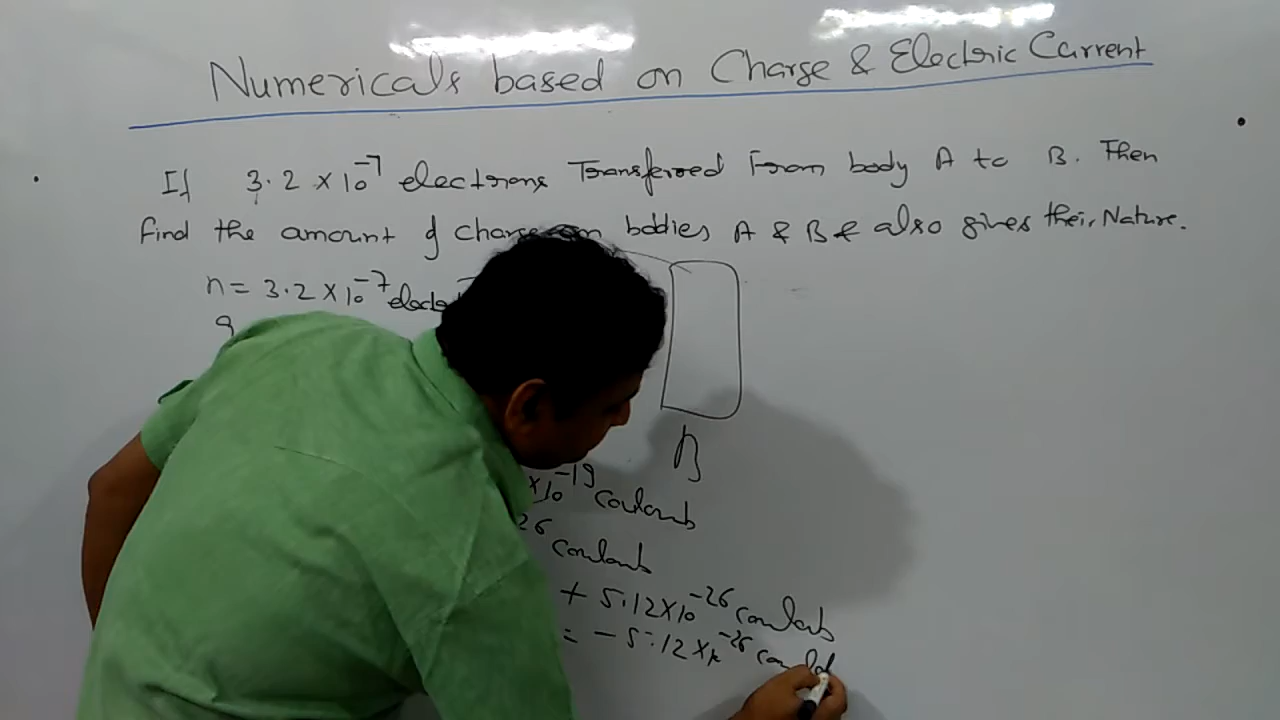 Numericals based on Charge & Electric Current
If 3.2 × 10⁻⁷ electrons Transferred From body A to B. Then
find the amount of charge on bodies A & B & also gives their Nature.
n = 3.2 × 10⁻⁷
q
B
×10⁻¹⁹ coulomb
26 coulomb
+ 5.12×10⁻²⁶ coulomb
= - 5.12 ×10⁻²⁶